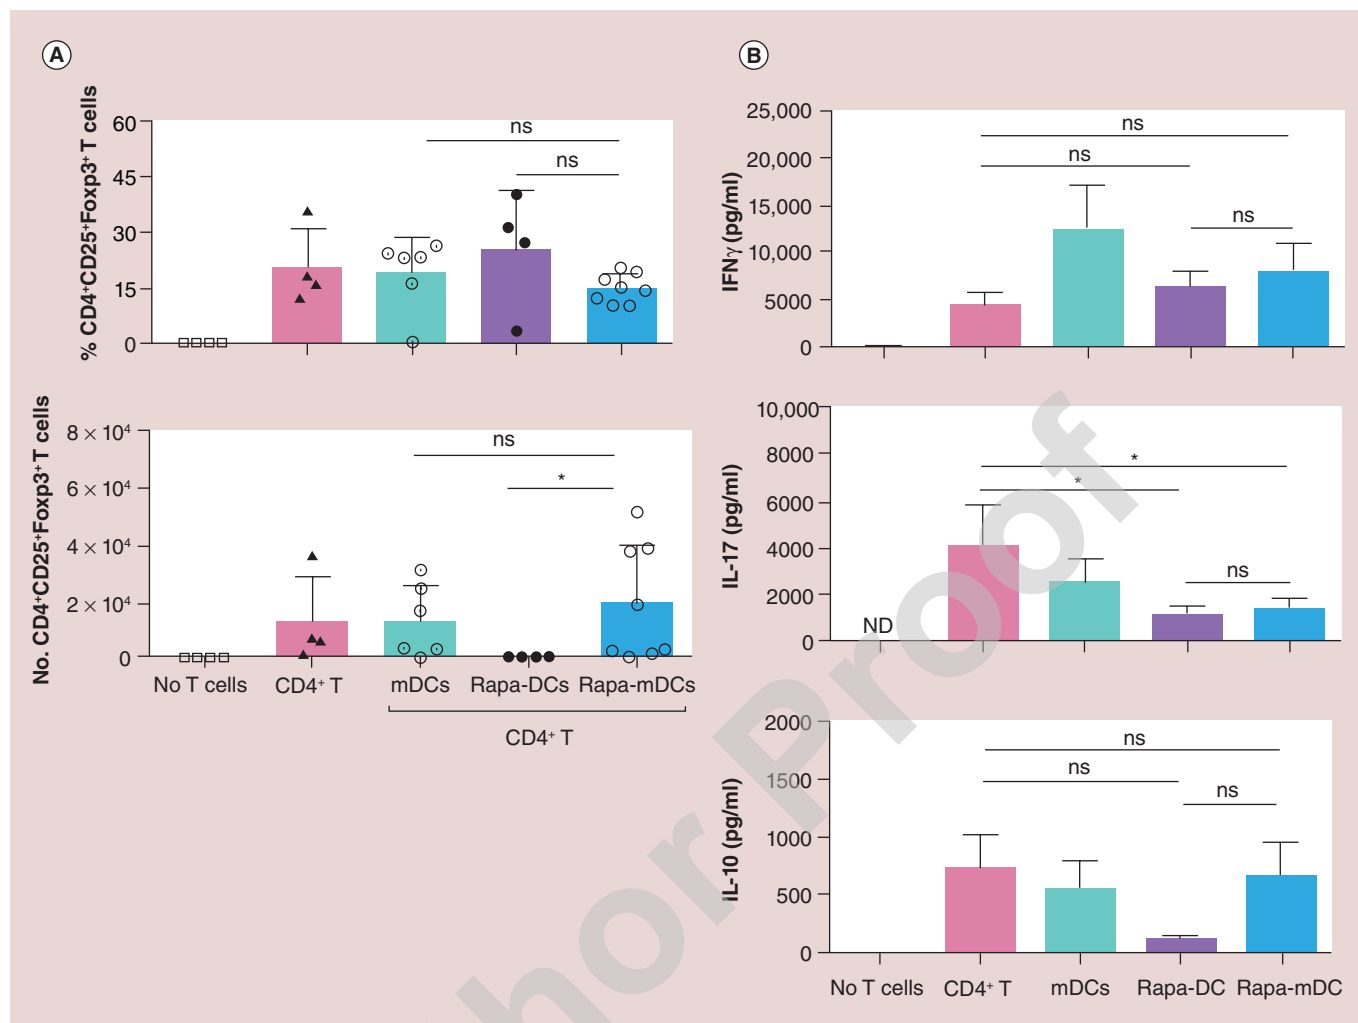 A
% CD4+CD25+Foxp3+ T cells
60
45
30
15
0
ns
ns
No. CD4+CD25+Foxp3+ T cells
8 × 10⁴
6 × 10⁴
4 × 10⁴
2 × 10⁴
0
ns
*
No T cells
CD4+ T
mDCs
Rapa-DCs
Rapa-mDCs
CD4+ T
B
IFNγ (pg/ml)
25,000
20,000
15,000
10,000
5000
0
ns
ns
ns
IL-17 (pg/ml)
10,000
8000
6000
4000
2000
0
ND
*
*
ns
IL-10 (pg/ml)
2000
1500
1000
500
0
ns
ns
ns
No T cells
CD4+ T
mDCs
Rapa-DC
Rapa-mDC
hor Proof